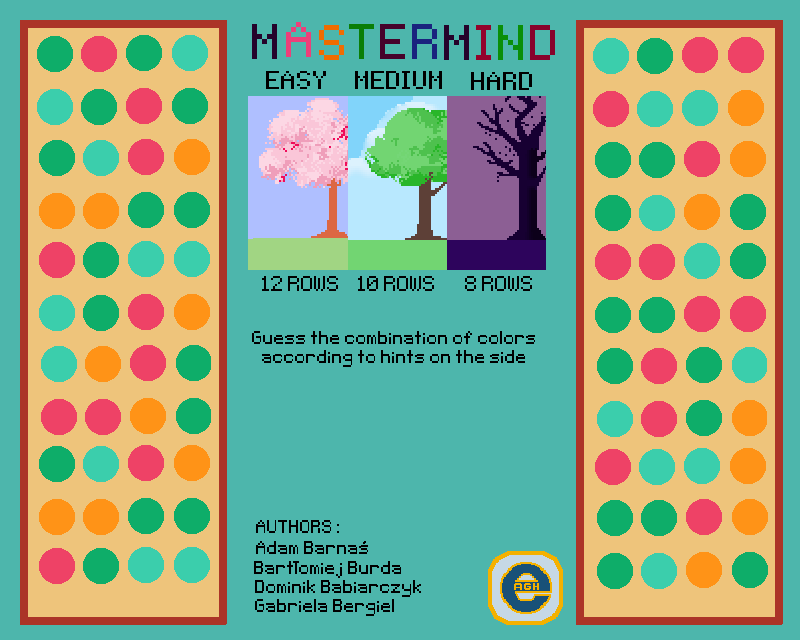 MASTERMIND
EASY MEDIUM HARD
12 ROWS 10 ROWS 8 ROWS
Guess the combination of colors
according to hints on the side
AUTHORS:
Adam Barnaś
Bartłomiej Burda
Dominik Babiarczyk
Gabriela Bergiel
AGH